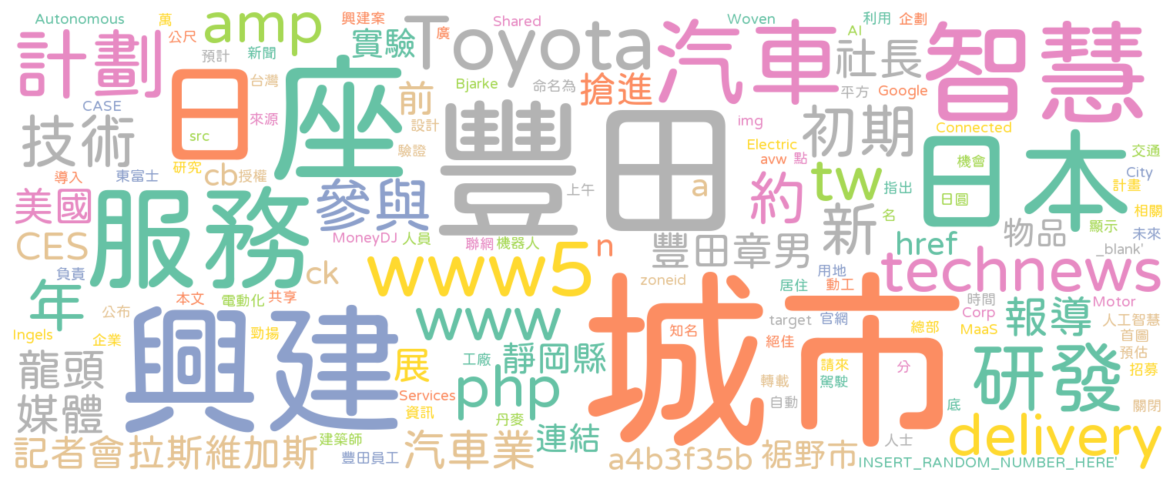 Autonomous 萬 興建案 廣 Shared Woven 利用 企劃
公尺 amp 實驗 Toyota 汽車 AI 社長 智慧
計劃 預計 新聞 日 座 台灣 前 Bjarke 命名為 搶進 平方 Google
CASE 來源 設計 豐田 img 初期 Connected
技術 src 研究 cb 授權 驗證 Electric avw 點 日本 機會 交通
導入 東富士 參與 上午 a 約 tw 指出 日圓 City 計畫
美國 服務 新 名 物品 顯示 相關 未來
CES MoneyDJ 人員 聯網 機器人 n 豐田章男 href _blank'
負責 ck www5 zoneid 用地 technews
年 公布 本文 電動化 共享 居住 動工 時間 Motor
Ingels 企業 興建 勁揚 www 城市 知名 target 官網 Corp 報導 人工智慧
龍頭 展 工廠 靜岡縣 絕佳 總部 MaaS 首圖
媒體 Services php 轉載 請來 分 研發 預估 招募
資訊 丹麥 自動 駕駛 底 關閉
記者會 拉斯維加斯 建築師 汽車業 連結 人士 delivery
豐田員工 a4b3f35b 裾野市 INSERT_RANDOM_NUMBER_HERE'